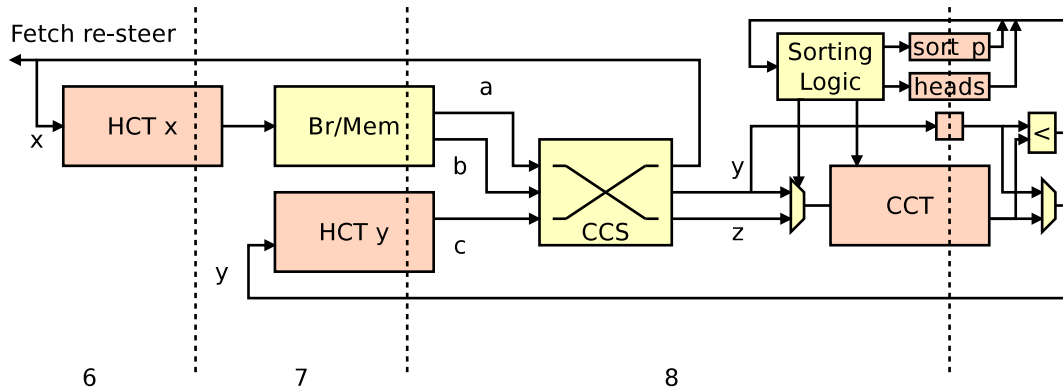 Fetch re-steer
Sorting
Logic
sort_p
heads
x
HCT x
Br/Mem
a
b
y
<
HCT y
c
CCS
z
CCT
y
6
7
8